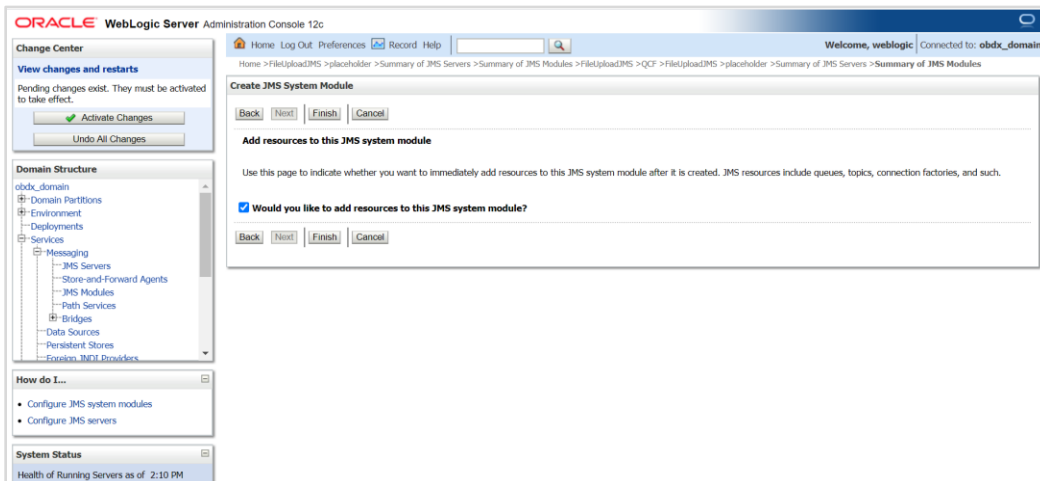 ORACLE WebLogic Server Administration Console 12c
Change Center
View changes and restarts
Pending changes exist. They must be activated
to take effect.
Activate Changes
Undo All Changes
Domain Structure
obdx_domain
Domain Partitions
Environment
Deployments
Services
Messaging
JMS Servers
Store-and-Forward Agents
JMS Modules
Path Services
Bridges
Data Sources
Persistent Stores
Foreign JNDI Providers
How do I...
Configure JMS system modules
Configure JMS servers
System Status
Health of Running Servers as of 2:10 PM
Home Log Out Preferences Record Help
Welcome, weblogic Connected to: obdx_domain
Home >FileUploadJMS >placeholder >Summary of JMS Servers >Summary of JMS Modules >FileUploadJMS >QCF >FileUploadJMS >placeholder >Summary of JMS Servers >Summary of JMS Modules
Create JMS System Module
Back Next Finish Cancel
Add resources to this JMS system module
Use this page to indicate whether you want to immediately add resources to this JMS system module after it is created. JMS resources include queues, topics, connection factories, and such.
Would you like to add resources to this JMS system module?
Back Next Finish Cancel